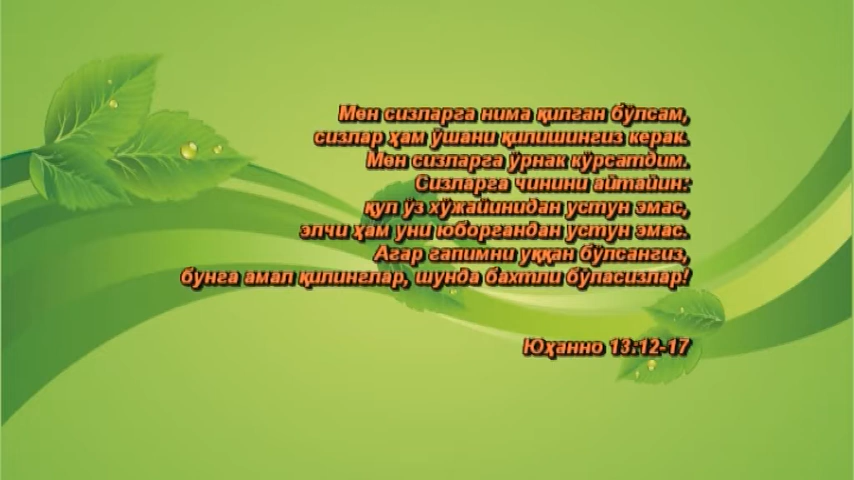 Мен сизларга нима қилган бўлсам,
сизлар ҳам ўшани қилишингиз керак.
Мен сизларга ўрнак кўрсатдим.
Сизларга чинини айтайин:
қул ўз хўжайинидан устун эмас,
элчи ҳам уни юборгандан устун эмас.
Агар гапимни уққан бўлсангиз,
бунга амал қилинглар, шунда бахтли бўласизлар!
Юҳанно 13:12-17